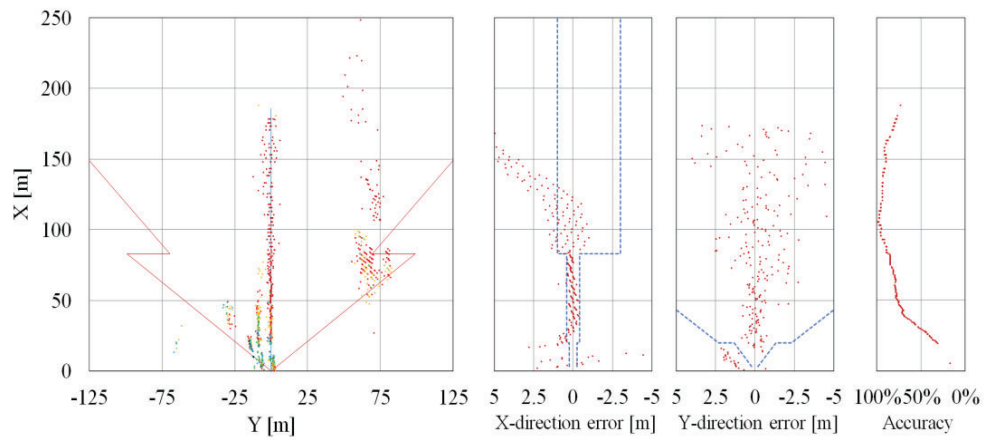 250
200
150
100
50
0
X [m]
-125 -75 -25 25 75 125
Y [m]
5 2.5 0 -2.5 -5
X-direction error [m]
5 2.5 0 -2.5 -5
Y-direction error [m]
100% 50% 0%
Accuracy